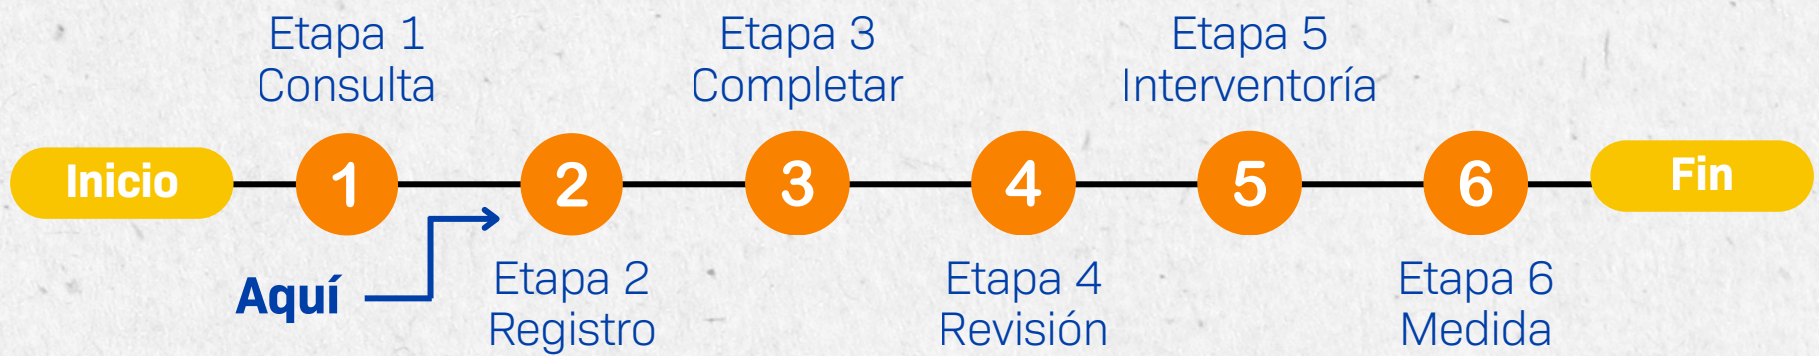 Etapa 1
Consulta
Etapa 3
Completar
Etapa 5
Interventoría
Inicio
1
2
3
4
5
6
Fin
Aquí
Etapa 2
Registro
Etapa 4
Revisión
Etapa 6
Medida